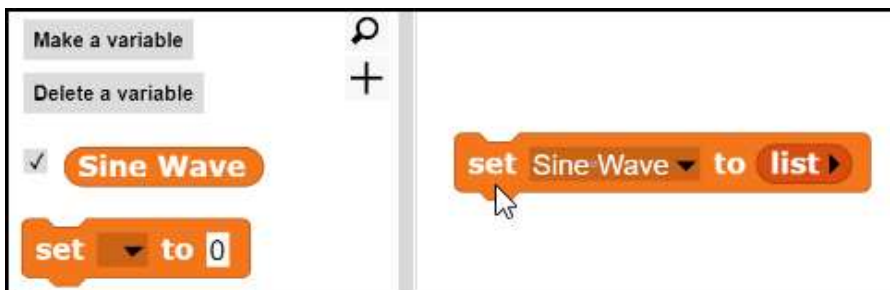 Make a variable
Delete a variable
Sine Wave
set to 0
set Sine Wave to list